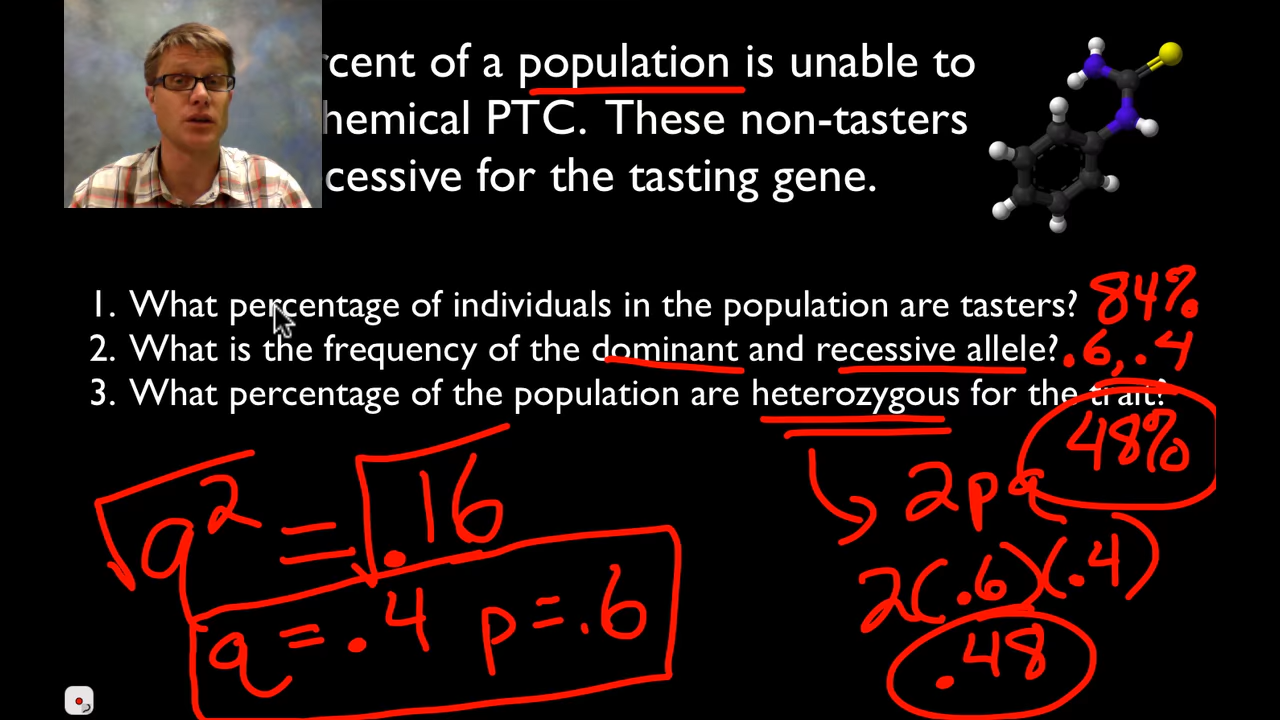 rcent of a population is unable to
hemical PTC. These non-tasters
cessive for the tasting gene.
1. What percentage of individuals in the population are tasters? 84%
2. What is the frequency of the dominant and recessive allele? .6, .4
3. What percentage of the population are heterozygous for the trait?
48%
√q² = √.16
2pq
2(.6)(.4)
q = .4 p = .6
.48